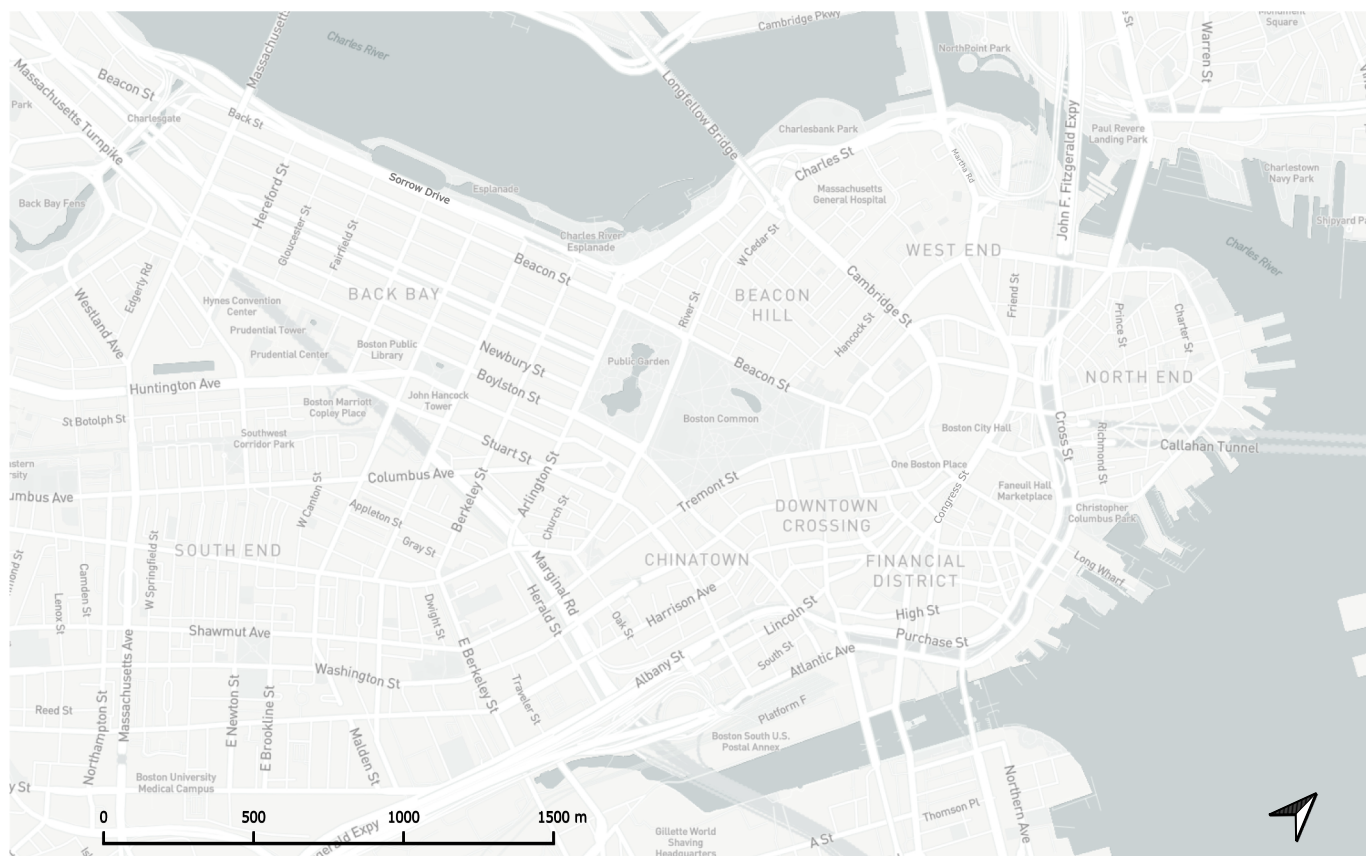 Massachusetts
Charles River
Cambridge Pkwy
Monument
Square
NorthPoint Park
Warren St
Massachusetts Turnpike
Beacon St
Park
Charlesgate
Back St
Longfellow Bridge
Charlesbank Park
John F. Fitzgerald Expy
Paul Revere
Landing Park
Charles St
Martha Rd
Charlestown
Navy Park
Massachusetts
General Hospital
Hereford St
Sorrow Drive
Esplanade
Back Bay Fens
Gloucester St
Fairfield St
Charles River
Esplanade
W Cedar St
WEST END
Charles River
Edgerly Rd
Beacon St
Cambridge St
BACK BAY
BEACON
HILL
River St
Friend St
Hynes Convention
Center
Westland Ave
Prince St
Charter St
Prudential Tower
Hancock St
Prudential Center
Boston Public
Library
Newbury St
Public Garden
Beacon St
NORTH END
Huntington Ave
Boylston St
John Hancock
Tower
Boston Marriott
Copley Place
St Botolph St
Boston Common
Boston City Hall
Cross St
Richmond St
Southwest
Corridor Park
Stuart St
Callahan Tunnel
Columbus Ave
One Boston Place
Arlington St
Berkeley St
Tremont St
Faneuil Hall
Marketplace
W Canton St
Congress St
Appleton St
Church St
DOWNTOWN
CROSSING
Christopher
Columbus Park
Gray St
SOUTH END
W Springfield St
CHINATOWN
FINANCIAL
DISTRICT
Long Wharf
Marginal Rd
Herald St
Camden St
Lenox St
Dwight St
Harrison Ave
Oak St
Lincoln St
High St
Shawmut Ave
Purchase St
E Berkeley St
South St
Atlantic Ave
Washington St
Albany St
Massachusetts Ave
Northampton St
E Newton St
E Brookline St
Traveler St
Reed St
Platform F
Malden St
Boston South U.S.
Postal Annex
Boston University
Medical Campus
Northern Ave
Thomson Pl
0 500 1000 1500 m
A St
Gillette World
Shaving
Headquarters